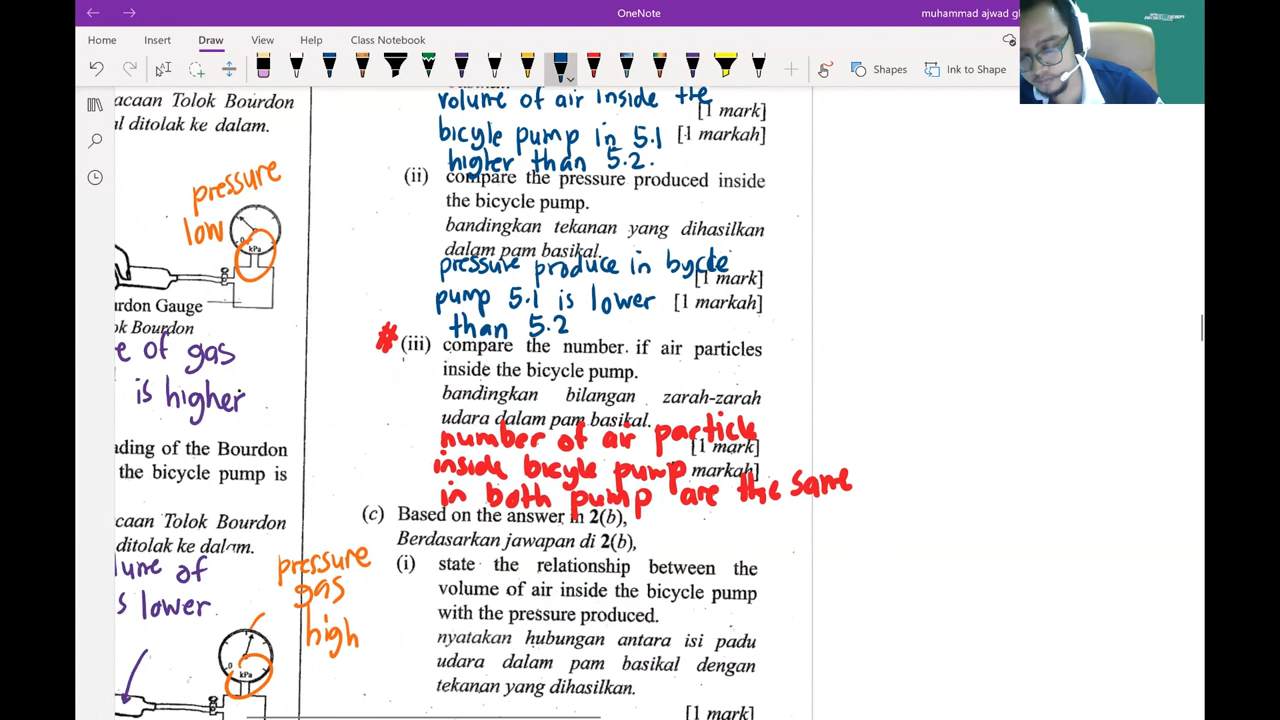 OneNote
muhammad ajwad gh
Home Insert Draw View Help Class Notebook
Shapes
Ink to Shape
acaan Tolok Bourdon
al ditolak ke dalam.
pressure
low
0
kPa
urdon Gauge
ok Bourdon
e of gas
is higher
ading of the Bourdon
the bicycle pump is
caan Tolok Bourdon
ditolak ke dalam.
lume of
s lower
pressure
gas
high
0
kPa
volume of air inside the
[1 mark]
bicyle pump in 5.1
[1 markah]
higher than 5.2.
(ii) compare the pressure produced inside
the bicycle pump.
bandingkan tekanan yang dihasilkan
dalam pam basikal.
pressure produce in bycle
[1 mark]
pump 5.1 is lower
[1 markah]
than 5.2
# (iii) compare the number. if air particles
inside the bicycle pump.
bandingkan bilangan zarah-zarah
udara dalam pam basikal.
number of air particle
[1 mark]
inside bicyle pump
markah]
in both pump are the same
(c) Based on the answer in 2(b),
Berdasarkan jawapan di 2(b),
(i) state the relationship between the
volume of air inside the bicycle pump
with the pressure produced.
nyatakan hubungan antara isi padu
udara dalam pam basikal dengan
tekanan yang dihasilkan.
[1 mark]